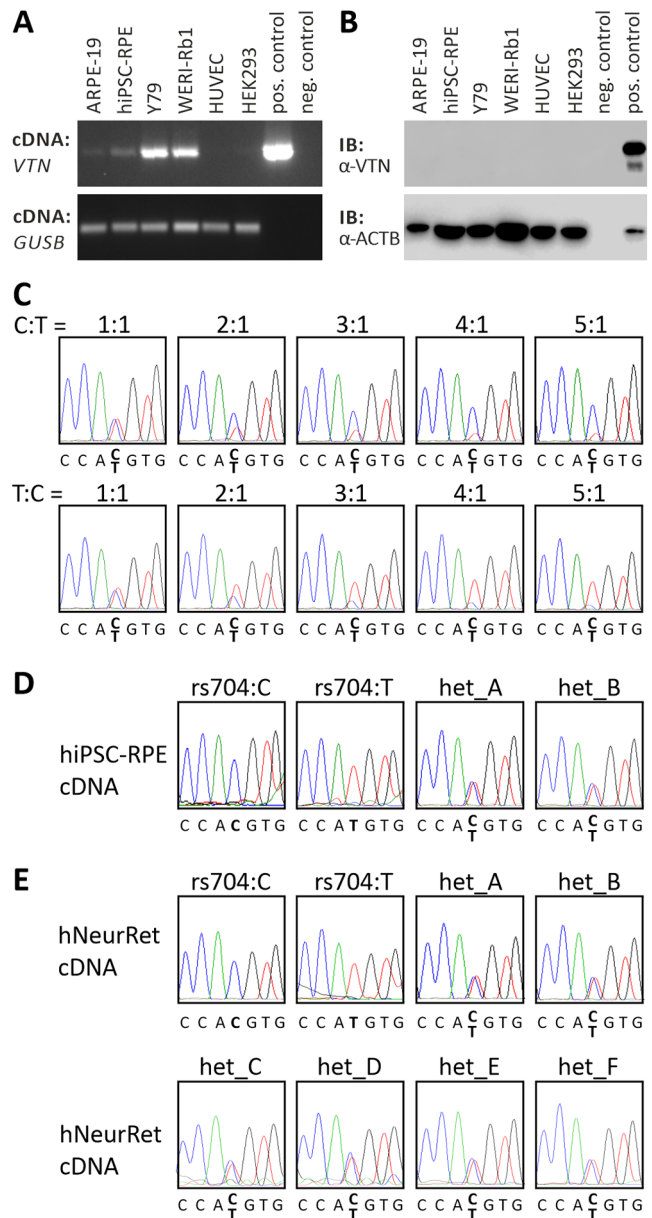 A
ARPE-19 hiPSC-RPE Y79 WERI-Rb1 HUVEC HEK293 pos. control neg. control
cDNA:
VTN
cDNA:
GUSB
B
ARPE-19 hiPSC-RPE Y79 WERI-Rb1 HUVEC HEK293 neg. control pos. control
IB:
α-VTN
IB:
α-ACTB
C
C:T = 1:1 2:1 3:1 4:1 5:1
C C A C/T G T G C C A C/T G T G C C A C/T G T G C C A C/T G T G C C A C/T G T G
T:C = 1:1 2:1 3:1 4:1 5:1
C C A C/T G T G C C A C/T G T G C C A C/T G T G C C A C/T G T G C C A C/T G T G
D
rs704:C rs704:T het_A het_B
hiPSC-RPE
cDNA
C C A C G T G C C A T G T G C C A C/T G T G C C A C/T G T G
E
rs704:C rs704:T het_A het_B
hNeurRet
cDNA
C C A C G T G C C A T G T G C C A C/T G T G C C A C/T G T G
het_C het_D het_E het_F
hNeurRet
cDNA
C C A C/T G T G C C A C/T G T G C C A C/T G T G C C A C/T G T G